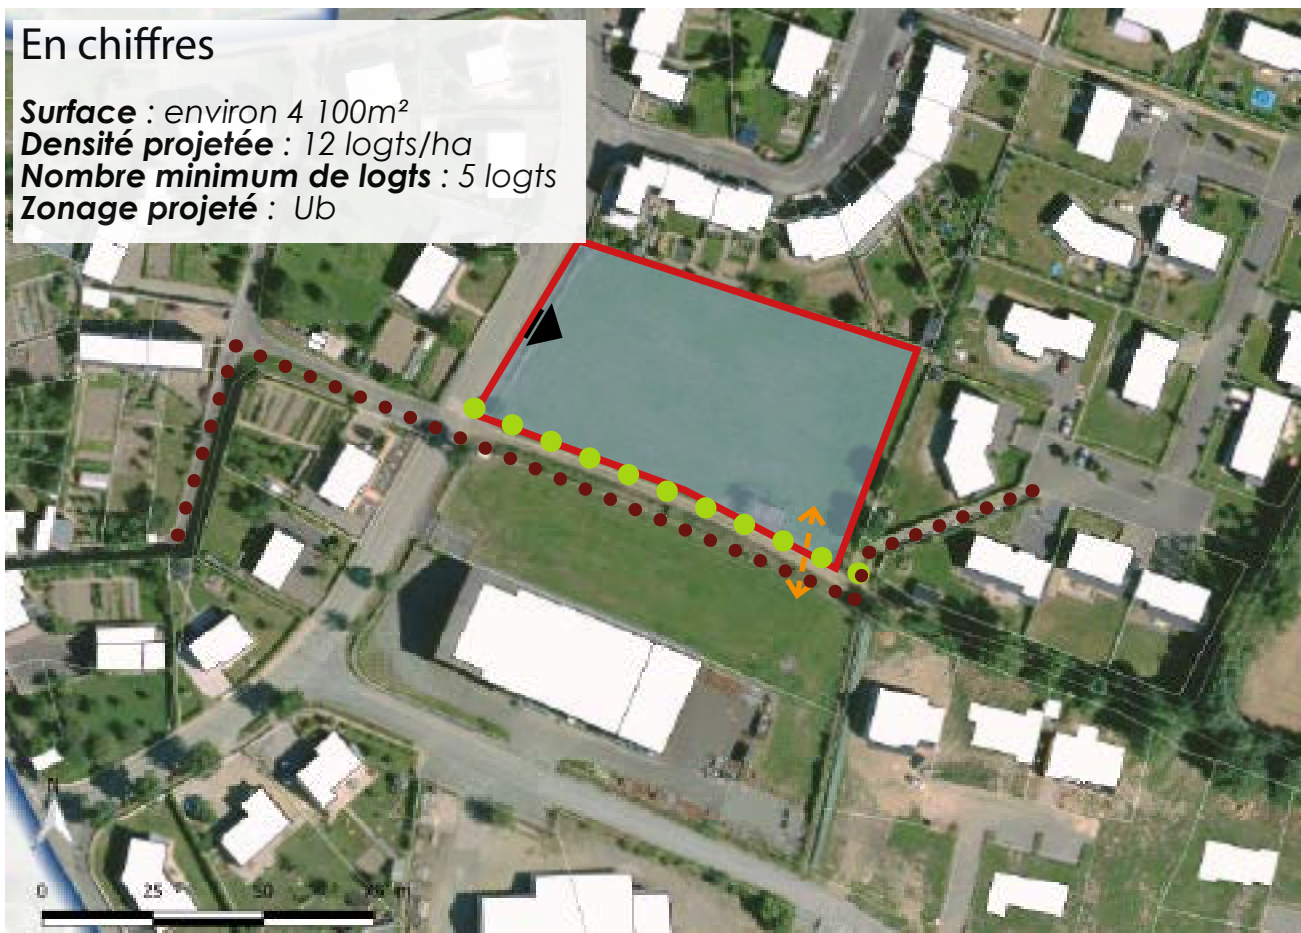 En chiffres
Surface : environ 4 100m²
Densité projetée : 12 logts/ha
Nombre minimum de logts : 5 logts
Zonage projeté : Ub
N
0 25 50 75 m